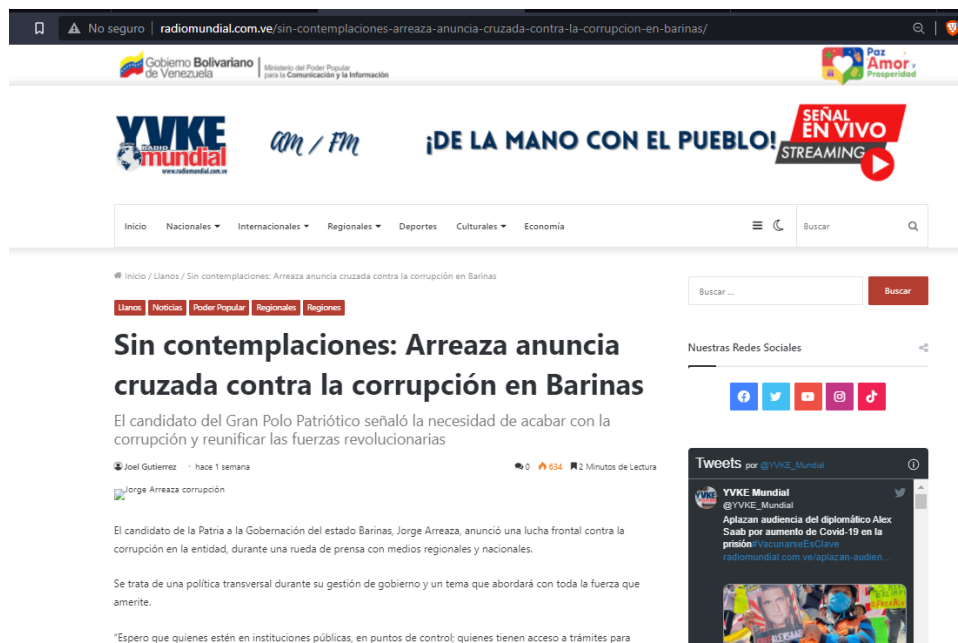 No seguro | radiomundial.com.ve/sin-contemplaciones-arreaza-anuncia-cruzada-contra-la-corrupcion-en-barinas/
Gobierno Bolivariano
de Venezuela
Ministerio del Poder Popular
para la Comunicación y la Información
Paz
Amor y
Prosperidad
YVKE
RADIO
mundial
www.radiomundial.com.ve
AM / FM
¡DE LA MANO CON EL PUEBLO!
SEÑAL
EN VIVO
STREAMING
Inicio Nacionales Internacionales Regionales Deportes Culturales Economía
Buscar
Inicio / Llanos / Sin contemplaciones: Arreaza anuncia cruzada contra la corrupción en Barinas
Llanos Noticias Poder Popular Regionales Regiones
Sin contemplaciones: Arreaza anuncia
cruzada contra la corrupción en Barinas
El candidato del Gran Polo Patriótico señaló la necesidad de acabar con la
corrupción y reunificar las fuerzas revolucionarias
Joel Gutierrez · hace 1 semana
0 634 2 Minutos de Lectura
Jorge Arreaza corrupción
El candidato de la Patria a la Gobernación del estado Barinas, Jorge Arreaza, anunció una lucha frontal contra la
corrupción en la entidad, durante una rueda de prensa con medios regionales y nacionales.
Se trata de una política transversal durante su gestión de gobierno y un tema que abordará con toda la fuerza que
amerite.
"Espero que quienes estén en instituciones públicas, en puntos de control; quienes tienen acceso a trámites para
Buscar ...
Buscar
Nuestras Redes Sociales
Tweets por @YVKE_Mundial
YVKE Mundial
@YVKE_Mundial
Aplazan audiencia del diplomático Alex
Saab por aumento de Covid-19 en la
prisión#VacunarseEsClave
radiomundial.com.ve/aplazan-audien...